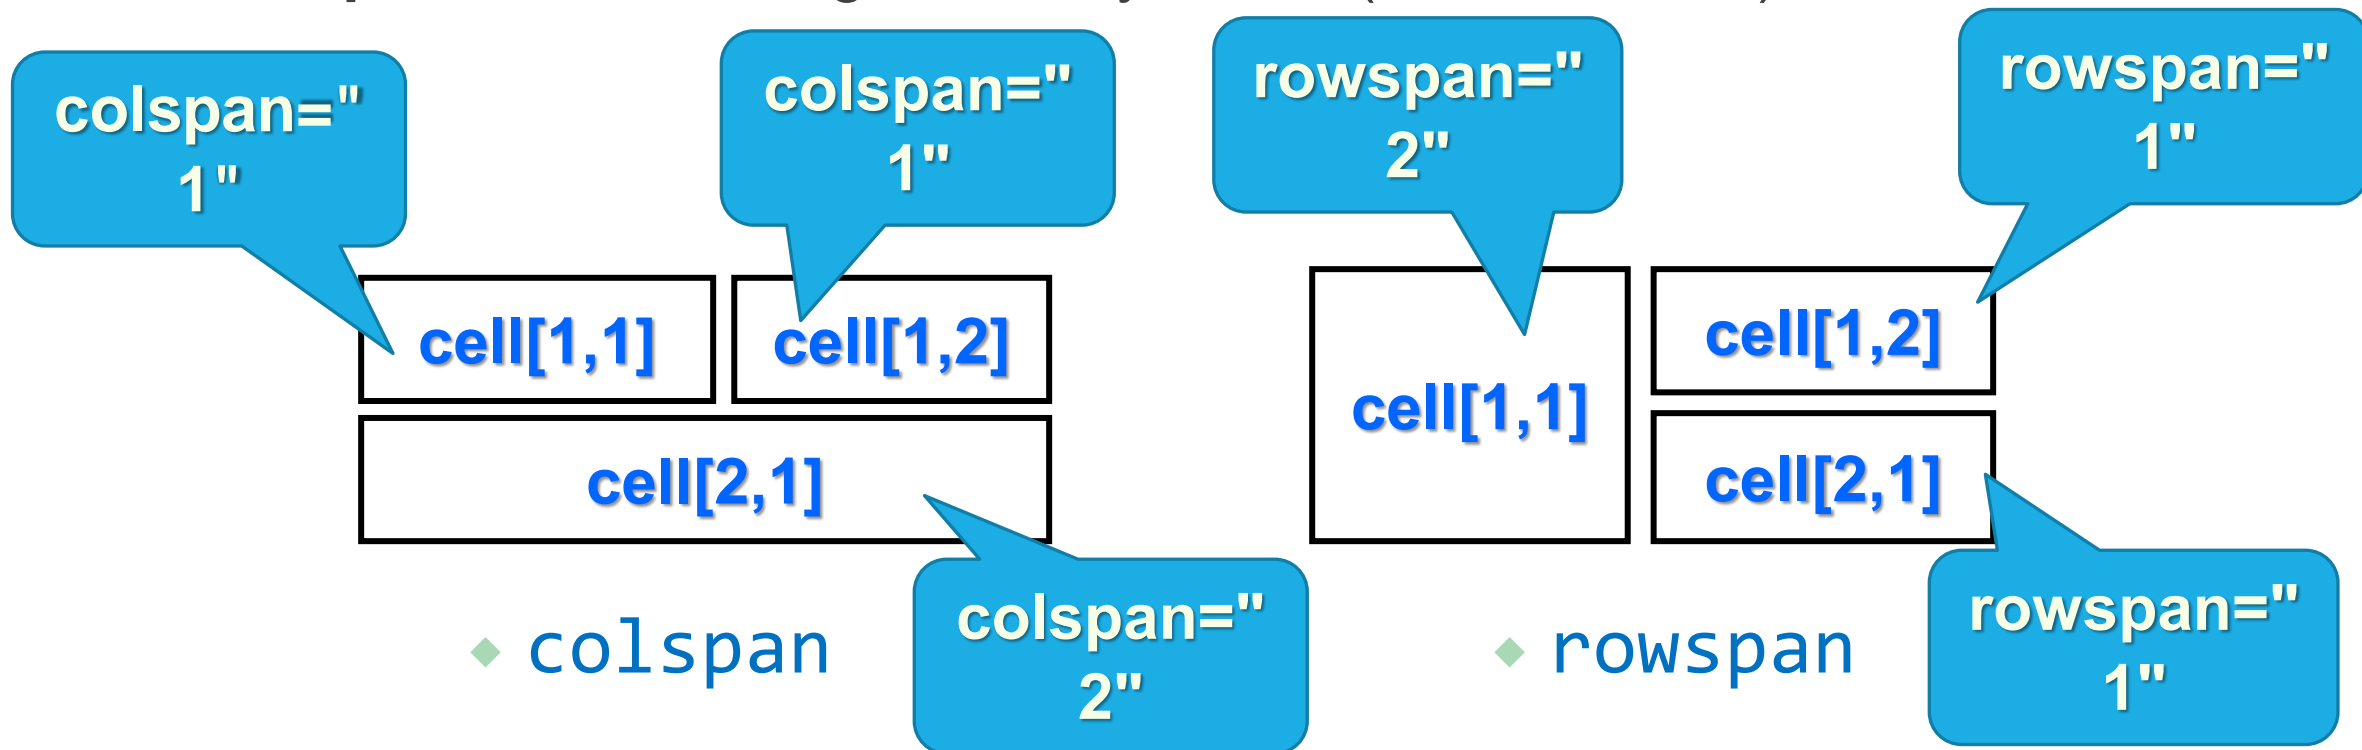 colspan="
1"
colspan="
1"
rowspan="
2"
rowspan="
1"
cell[1,1]
cell[1,2]
cell[2,1]
cell[1,1]
cell[1,2]
cell[2,1]
colspan
colspan="
2"
rowspan
rowspan="
1"